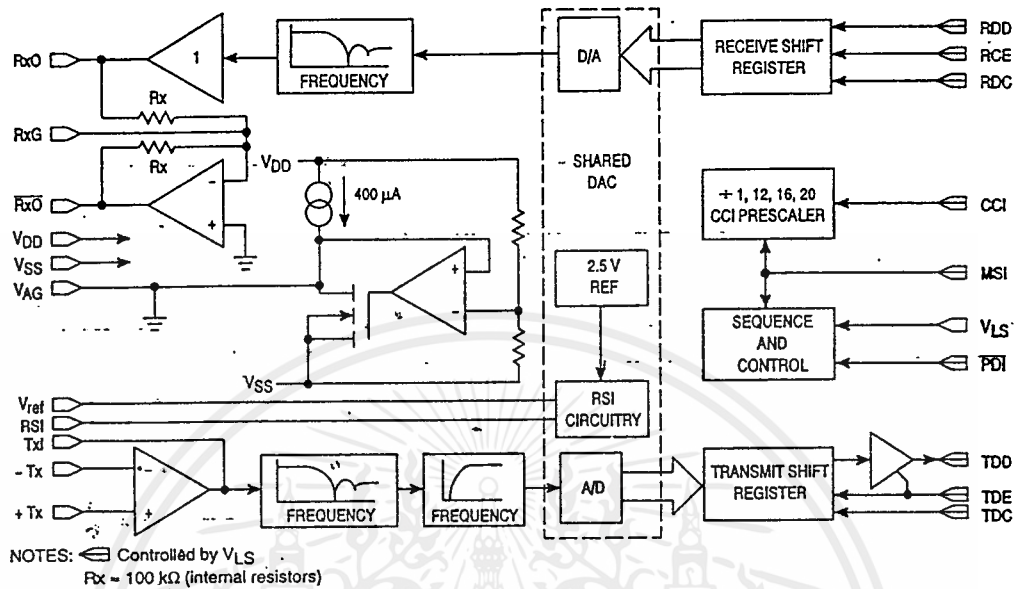 RxO
1
FREQUENCY
D/A
RECEIVE SHIFT
REGISTER
RDD
RCE
RDC
Rx
RxG
Rx
RxO
-
+
VDD
VSS
VAG
VDD
400 µA
SHARED
DAC
÷ 1, 12, 16, 20
CCI PRESCALER
CCI
MSI
+
-
2.5 V
REF
SEQUENCE
AND
CONTROL
VLS
PDI
VSS
Vref
RSI
TxI
RSI
CIRCUITRY
- Tx
+ Tx
-
+
FREQUENCY
FREQUENCY
A/D
TRANSMIT SHIFT
REGISTER
TDD
TDE
TDC
NOTES: Controlled by VLS
Rx = 100 kΩ (internal resistors)